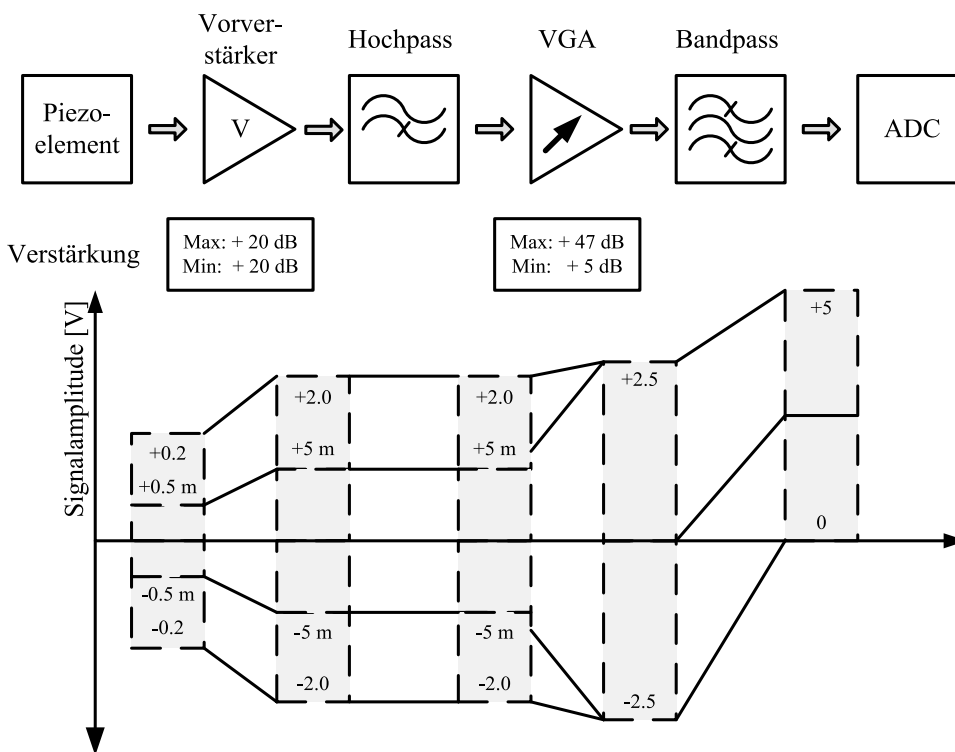 Vorver-
stärker
Hochpass
VGA
Bandpass
Piezo-
element
V
ADC
Verstärkung
Max: + 20 dB
Min: + 20 dB
Max: + 47 dB
Min: + 5 dB
Signalamplitude [V]
+0.2
+0.5 m
-0.5 m
-0.2
+2.0
+5 m
-5 m
-2.0
+2.0
+5 m
-5 m
-2.0
+2.5
-2.5
+5
0